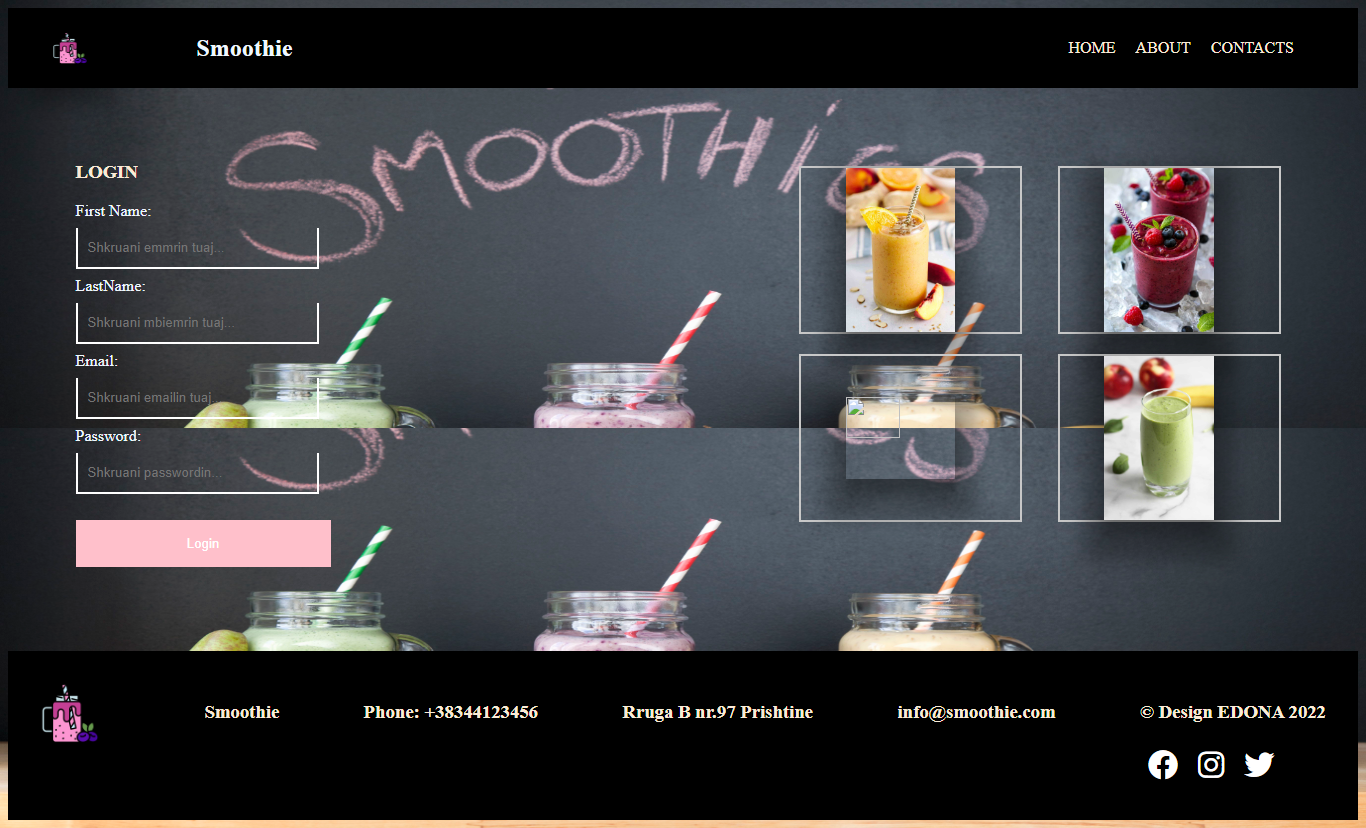 Smoothie
HOME ABOUT CONTACTS
SMOOTHIES
LOGIN
First Name:
Shkruani emmrin tuaj...
LastName:
Shkruani mbiemrin tuaj...
Email:
Shkruani emailin tuaj...
Password:
Shkruani passwordin...
Login
Smoothie
Phone: +38344123456
Rruga B nr.97 Prishtine
info@smoothie.com
© Design EDONA 2022